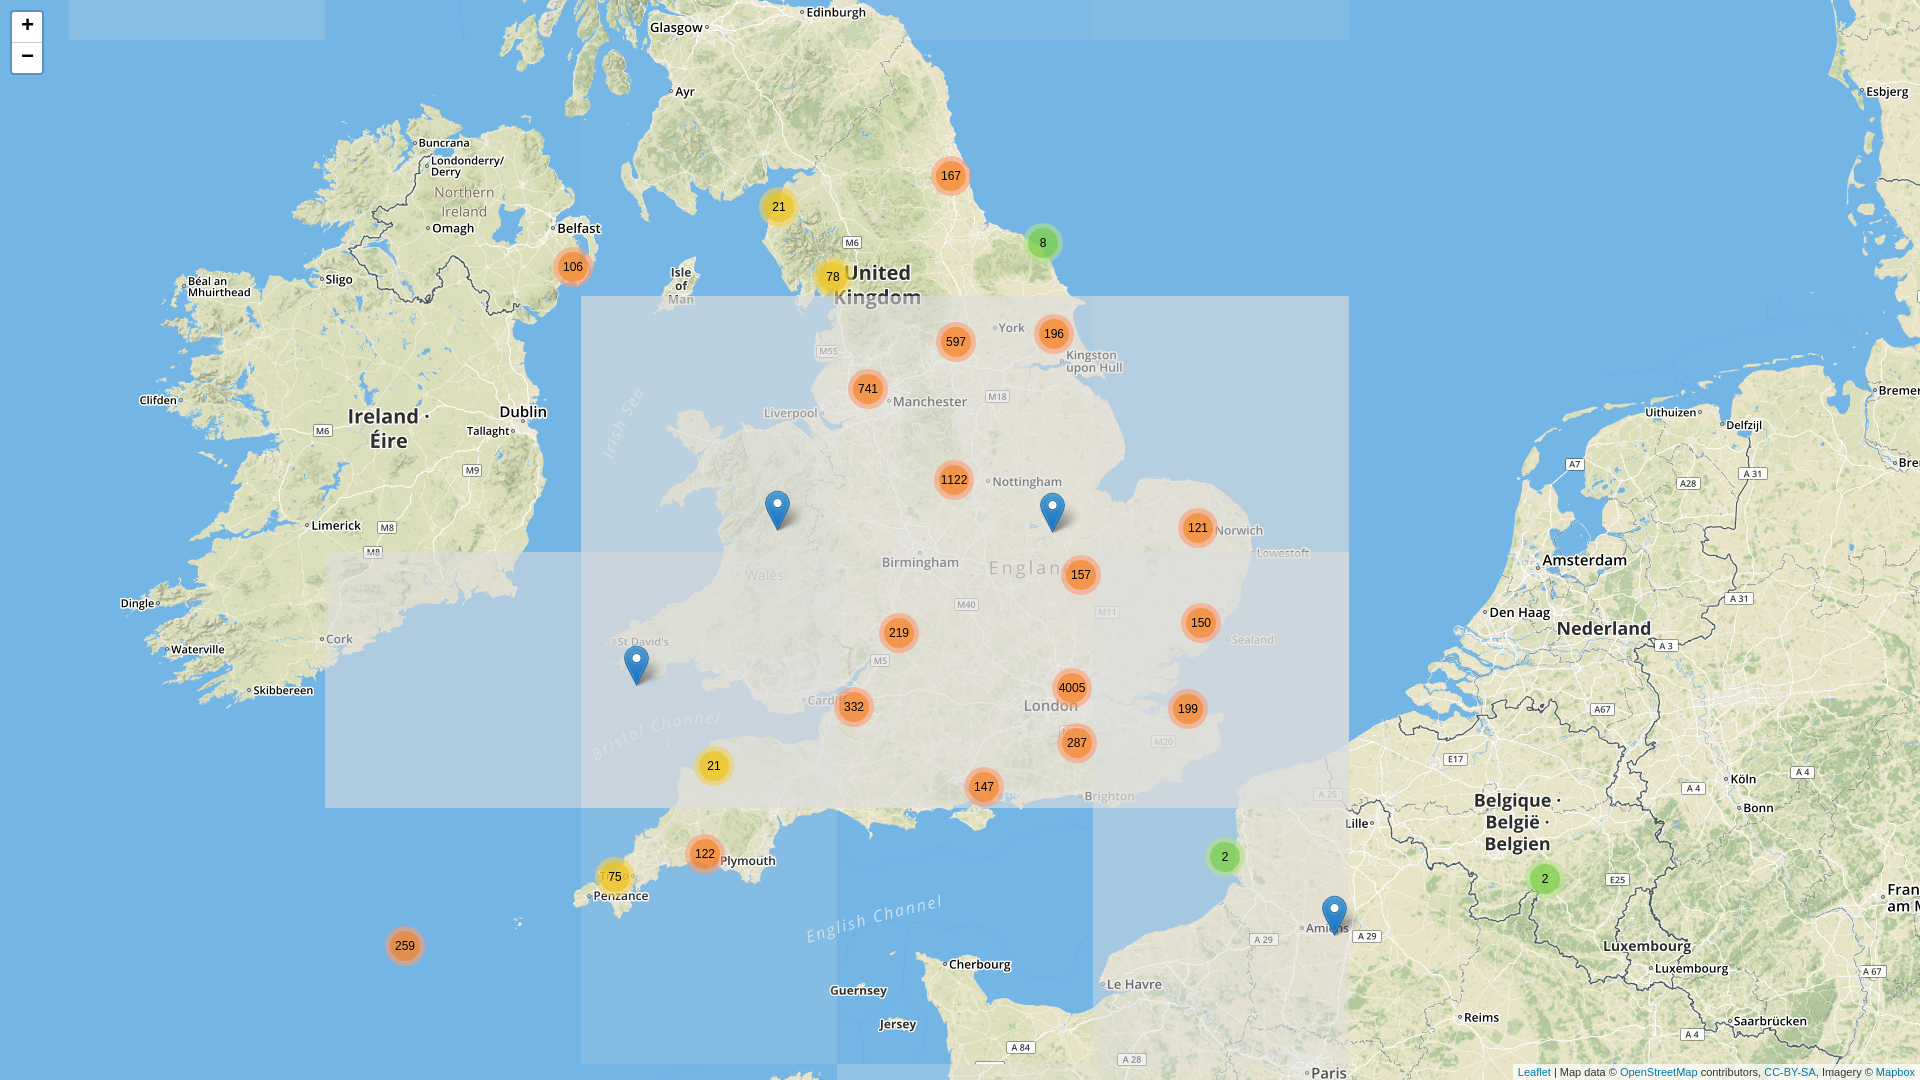 +
−
Edinburgh
Glasgow
Ayr
Esbjerg
Buncrana
Londonderry/
Derry
Northern
Ireland
Omagh
Belfast
167
21
8
M6
106
78
United
Kingdom
Isle
of
Man
Sligo
Béal an
Mhuirthead
597
York
196
M55
Kingston
upon Hull
741
Manchester
M18
Liverpool
Irish Sea
Clifden
Dublin
Ireland ·
Éire
Tallaght
M6
M9
Uithuizen
Delfzijl
A7
A 31
A28
1122
Nottingham
Limerick
M8
M8
121
Norwich
Lowestoft
Birmingham
Wales
157
M40
M11
Amsterdam
A 31
Dingle
Den Haag
Nederland
219
150
Sealand
Cork
St David's
Waterville
M5
A 3
Skibbereen
4005
London
332
199
A67
Bristol Channel
287
M20
E17
21
147
Brighton
A 25
Köln
A 4
A 4
Bonn
Belgique ·
België ·
Belgien
Lille
122
Plymouth
2
75
Penzance
2
E25
English Channel
259
Amiens
A 29
A 29
Luxembourg
Luxembourg
A 67
Cherbourg
Le Havre
Guernsey
Jersey
Reims
Saarbrücken
A 4
A 84
A 28
Paris
Leaflet | Map data © OpenStreetMap contributors, CC-BY-SA, Imagery © Mapbox